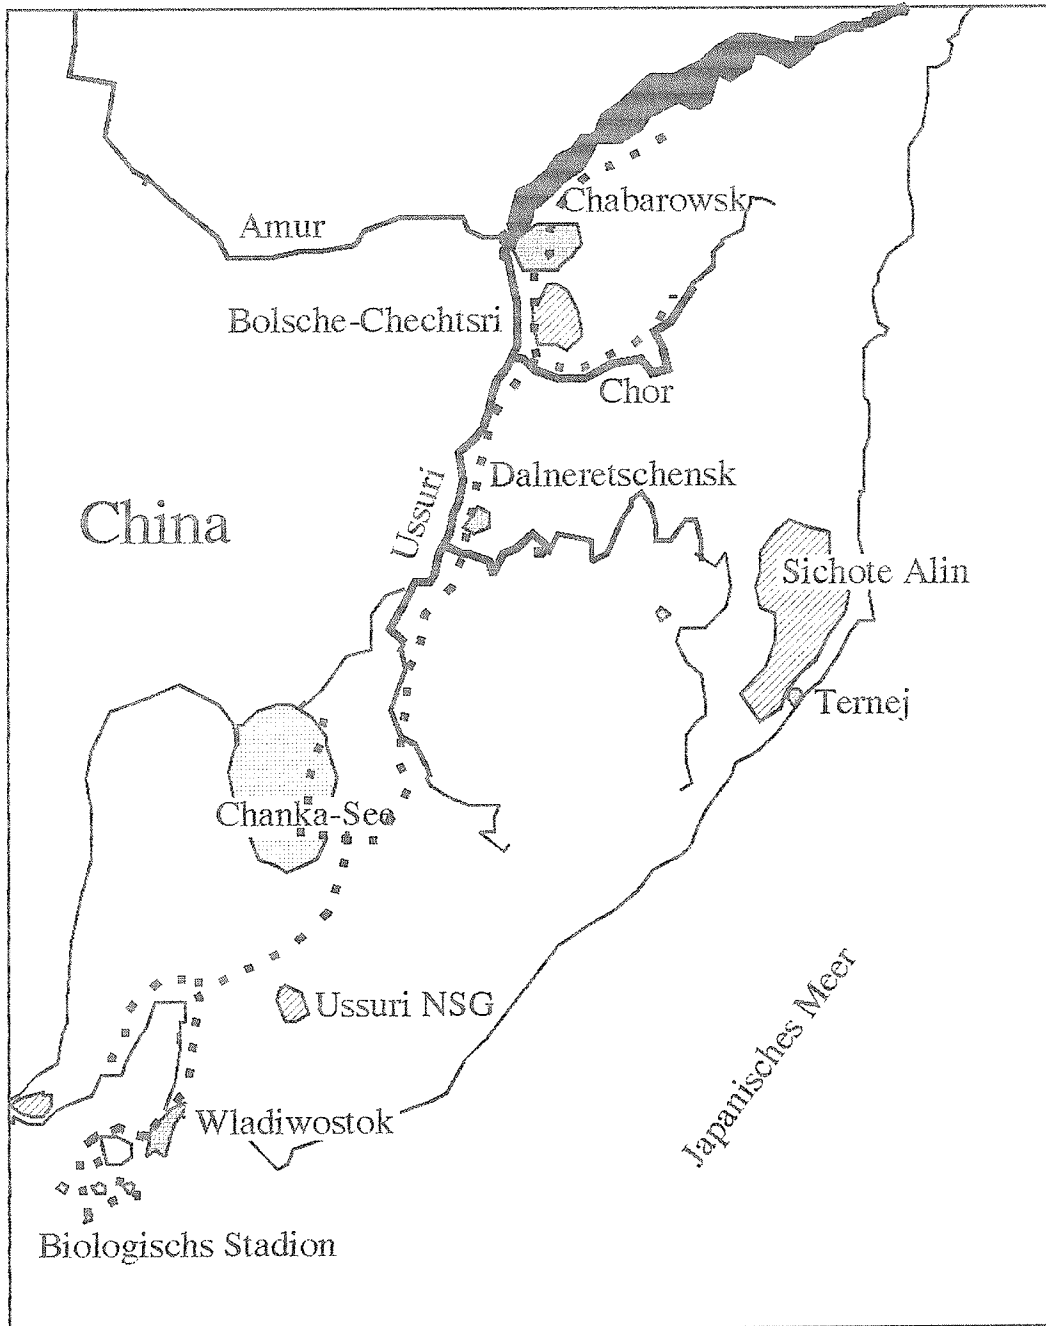 Chabarowsk
Amur
Bolsche-Chechtsri
Chor
Dalneretschensk
Ussuri
China
Sichote Alin
Ternej
Chanka-See
Ussuri NSG
Japanisches Meer
Wladiwostok
Biologischs Stadion